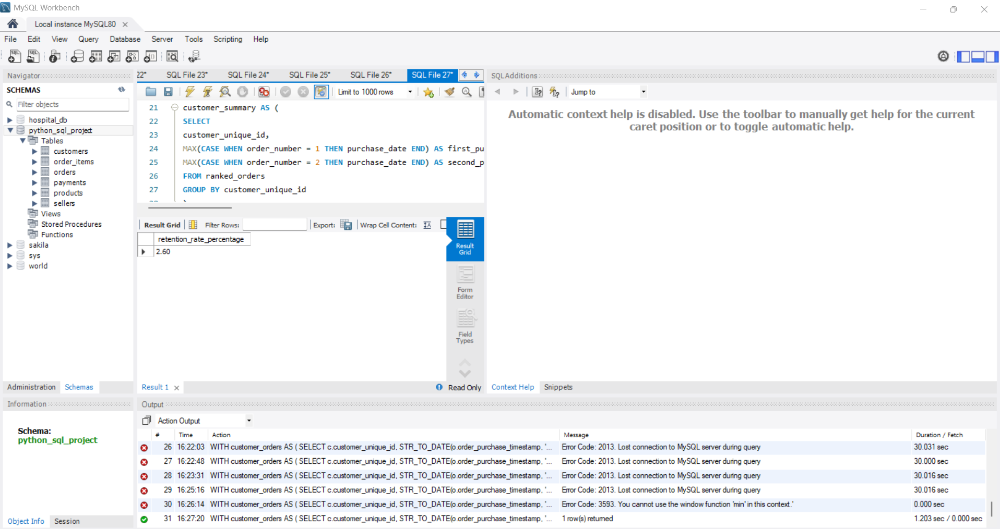 MySQL Workbench
Local instance MySQL80
File Edit View Query Database Server Tools Scripting Help
Navigator
SCHEMAS
Filter objects
hospital_db
python_sql_project
Tables
customers
order_items
orders
payments
products
sellers
Views
Stored Procedures
Functions
sakila
sys
world
Administration Schemas
Information
Schema:
python_sql_project
Object Info Session
22* SQL File 23* SQL File 24* SQL File 25* SQL File 26* SQL File 27*
Limit to 1000 rows
21 customer_summary AS (
22 SELECT
23 customer_unique_id,
24 MAX(CASE WHEN order_number = 1 THEN purchase_date END) AS first_pu
25 MAX(CASE WHEN order_number = 2 THEN purchase_date END) AS second_p
26 FROM ranked_orders
27 GROUP BY customer_unique_id
Result Grid Filter Rows: Export: Wrap Cell Content:
retention_rate_percentage
2.60
Result Grid
Form Editor
Field Types
Result 1 Read Only
SQLAdditions
Jump to
Automatic context help is disabled. Use the toolbar to manually get help for the current
caret position or to toggle automatic help.
Context Help Snippets
Output
Action Output
# Time Action Message Duration / Fetch
26 16:22:03 WITH customer_orders AS ( SELECT c.customer_unique_id, STR_TO_DATE(o.order_purchase_timestamp, '... Error Code: 2013. Lost connection to MySQL server during query 30.031 sec
27 16:22:48 WITH customer_orders AS ( SELECT c.customer_unique_id, STR_TO_DATE(o.order_purchase_timestamp, '... Error Code: 2013. Lost connection to MySQL server during query 30.000 sec
28 16:23:31 WITH customer_orders AS ( SELECT c.customer_unique_id, STR_TO_DATE(o.order_purchase_timestamp, '... Error Code: 2013. Lost connection to MySQL server during query 30.016 sec
29 16:25:16 WITH customer_orders AS ( SELECT c.customer_unique_id, STR_TO_DATE(o.order_purchase_timestamp, '... Error Code: 2013. Lost connection to MySQL server during query 30.016 sec
30 16:26:14 WITH customer_orders AS ( SELECT c.customer_unique_id, STR_TO_DATE(o.order_purchase_timestamp, '... Error Code: 3593. You cannot use the window function 'min' in this context.' 0.000 sec
31 16:27:20 WITH customer_orders AS ( SELECT c.customer_unique_id, STR_TO_DATE(o.order_purchase_timestamp, '... 1 row(s) returned 1.203 sec / 0.000 sec